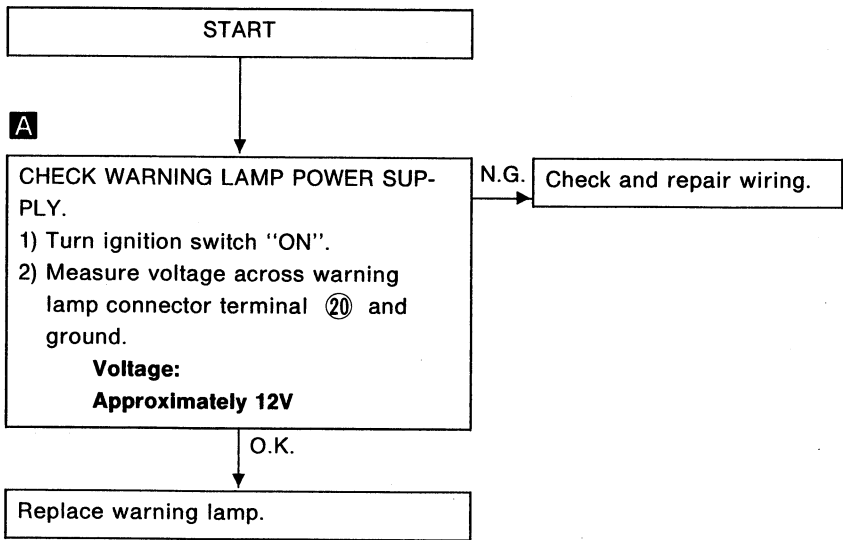 START
A
CHECK WARNING LAMP POWER SUP-
PLY.
1) Turn ignition switch "ON".
2) Measure voltage across warning
lamp connector terminal ⑳ and
ground.
Voltage:
Approximately 12V
N.G.
Check and repair wiring.
O.K.
Replace warning lamp.